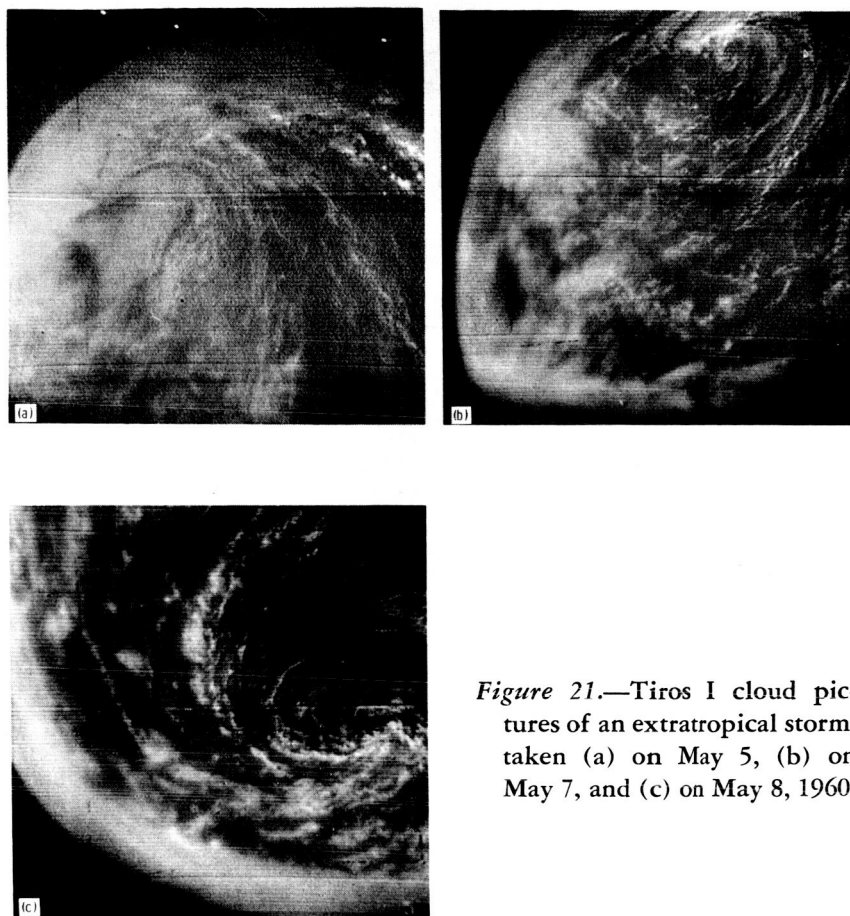 (a)
(b)
(c)
Figure 21.—Tiros I cloud pic
tures of an extratropical storm
taken (a) on May 5, (b) or
May 7, and (c) on May 8, 1960